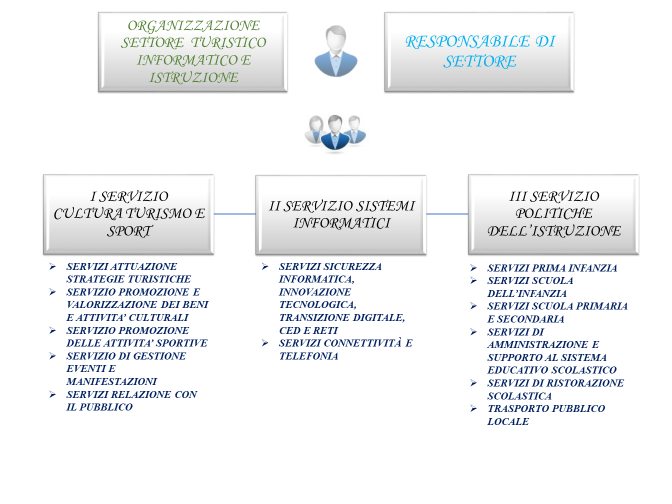 ORGANIZZAZIONE
SETTORE TURISTICO
INFORMATICO E
ISTRUZIONE
RESPONSABILE DI
SETTORE
I SERVIZIO
CULTURA TURISMO E
SPORT
SERVIZI ATTUAZIONE
STRATEGIE TURISTICHE
SERVIZIO PROMOZIONE E
VALORIZZAZIONE DEI BENI
E ATTIVITA' CULTURALI
SERVIZIO PROMOZIONE
DELLE ATTIVITA' SPORTIVE
SERVIZIO DI GESTIONE
EVENTI E
MANIFESTAZIONI
SERVIZI RELAZIONE CON
IL PUBBLICO
II SERVIZIO SISTEMI
INFORMATICI
SERVIZI SICUREZZA
INFORMATICA,
INNOVAZIONE
TECNOLOGICA,
TRANSIZIONE DIGITALE,
CED E RETI
SERVIZI CONNETTIVITÀ E
TELEFONIA
III SERVIZIO
POLITICHE
DELL'ISTRUZIONE
SERVIZI PRIMA INFANZIA
SERVIZI SCUOLA
DELL'INFANZIA
SERVIZI SCUOLA PRIMARIA
E SECONDARIA
SERVIZI DI
AMMINISTRAZIONE E
SUPPORTO AL SISTEMA
EDUCATIVO SCOLASTICO
SERVIZI DI RISTORAZIONE
SCOLASTICA
TRASPORTO PUBBLICO
LOCALE